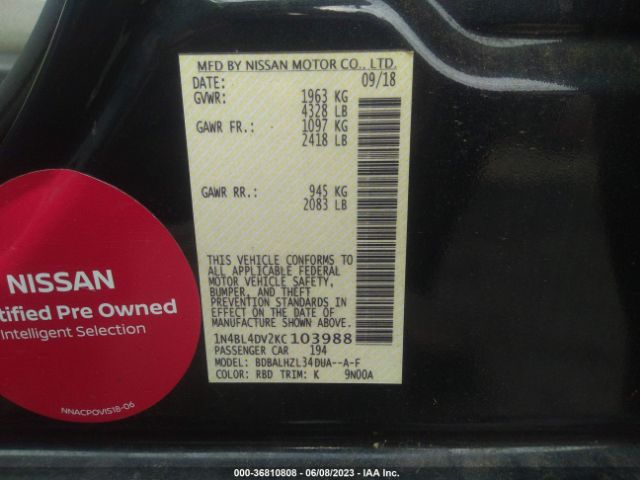 MFD BY NISSAN MOTOR CO., LTD.
DATE: 09/18
GVWR: 1963 KG
4328 LB
GAWR FR.: 1097 KG
2418 LB
GAWR RR.: 945 KG
2083 LB
THIS VEHICLE CONFORMS TO
ALL APPLICABLE FEDERAL
MOTOR VEHICLE SAFETY,
BUMPER, AND THEFT
PREVENTION STANDARDS IN
EFFECT ON THE DATE OF
MANUFACTURE SHOWN ABOVE.
1N4BL4DV2KC103988
PASSENGER CAR 194
MODEL: BDBALHZL34DUA--A-F
COLOR: RBD TRIM: K 9N00A
NISSAN
rtified Pre Owned
Intelligent Selection
NNACPOVIS18-06
000-36810808 - 06/08/2023 - IAA Inc.